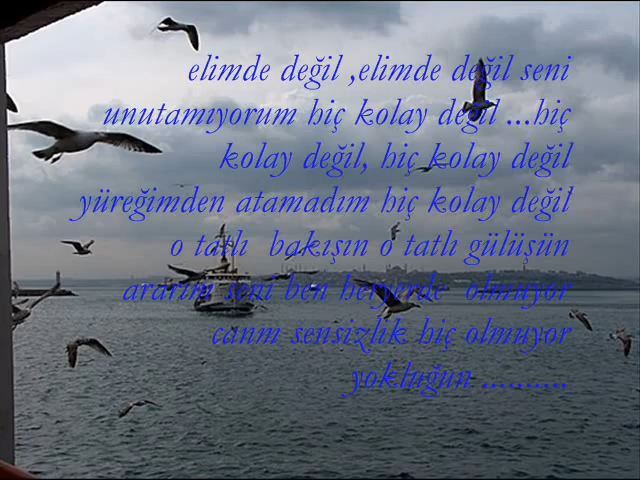 elimde değil ,elimde değil seni
unutamıyorum hiç kolay değil ...hiç
kolay değil, hiç kolay değil
yüreğimden atamadım hiç kolay değil
o tatlı bakışın o tatlı gülüşün
ararım seni ben heryerde olmuyor
canm sensizlik hiç olmuyor
yokluğun ..........